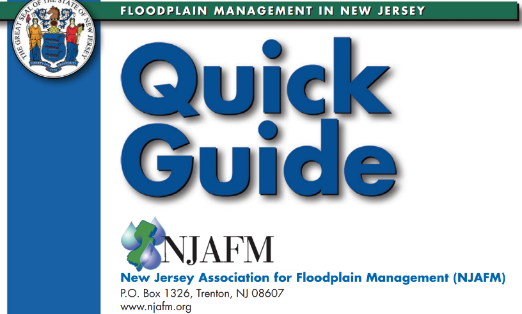 FLOODPLAIN MANAGEMENT IN NEW JERSEY
THE GREAT SEAL OF THE STATE OF NEW JERSEY
Quick
Guide
NJAFM
New Jersey Association for Floodplain Management (NJAFM)
P.O. Box 1326, Trenton, NJ 08607
www.njafm.org